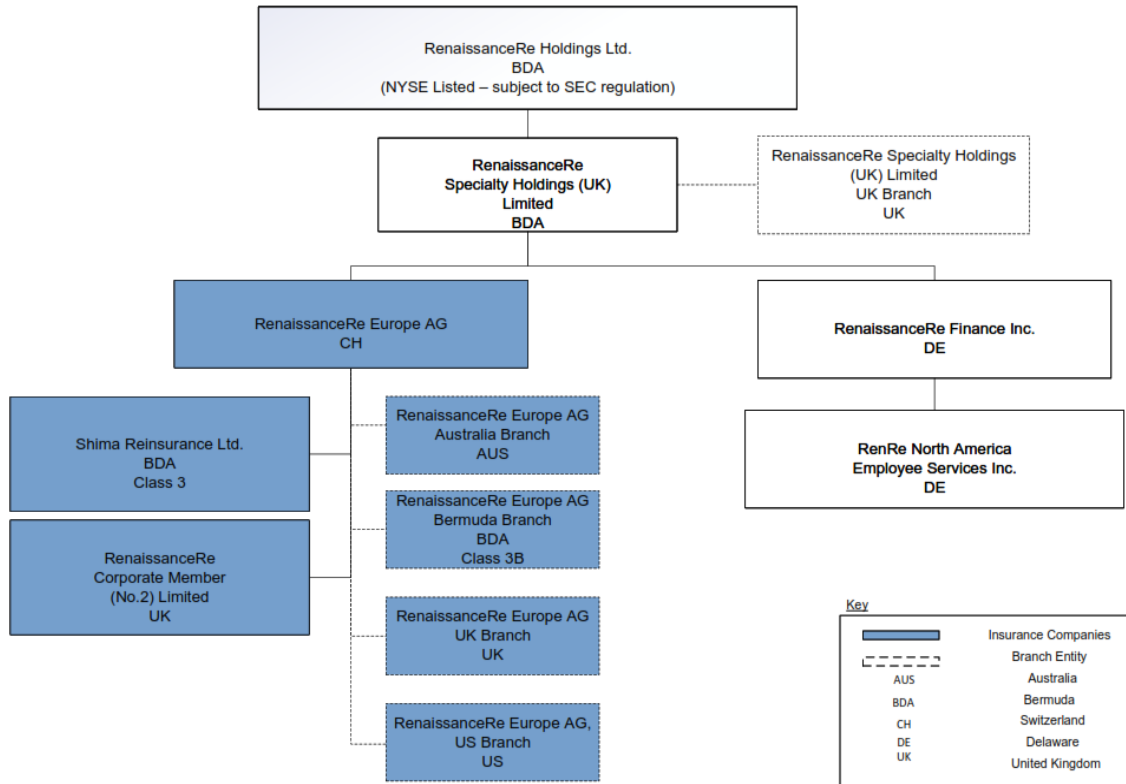 RenaissanceRe Holdings Ltd.
BDA
(NYSE Listed – subject to SEC regulation)
RenaissanceRe
Specialty Holdings (UK)
Limited
BDA
RenaissanceRe Specialty Holdings
(UK) Limited
UK Branch
UK
RenaissanceRe Europe AG
CH
RenaissanceRe Finance Inc.
DE
Shima Reinsurance Ltd.
BDA
Class 3
RenaissanceRe Europe AG
Australia Branch
AUS
RenRe North America
Employee Services Inc.
DE
RenaissanceRe Europe AG
Bermuda Branch
BDA
Class 3B
RenaissanceRe
Corporate Member
(No.2) Limited
UK
RenaissanceRe Europe AG
UK Branch
UK
RenaissanceRe Europe AG,
US Branch
US
Key
Insurance Companies
Branch Entity
AUS Australia
BDA Bermuda
CH Switzerland
DE Delaware
UK United Kingdom